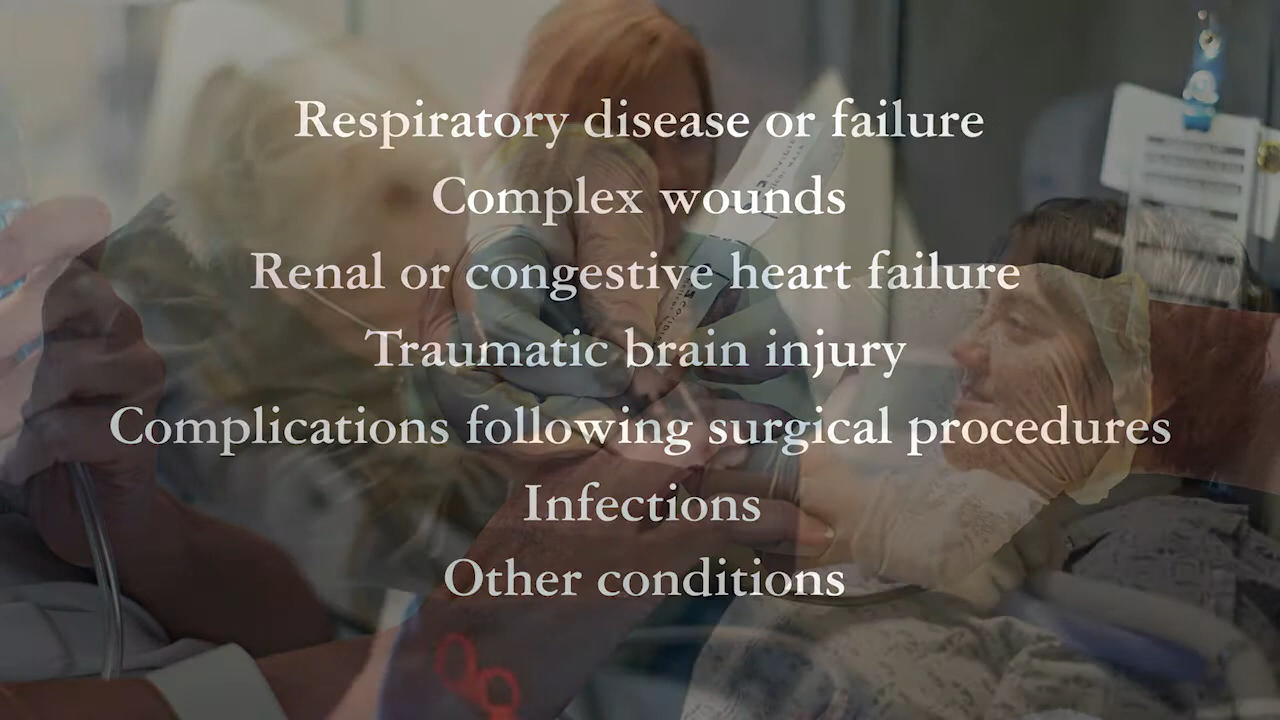 Respiratory disease or failure
Complex wounds
Renal or congestive heart failure
Traumatic brain injury
Complications following surgical procedures
Infections
Other conditions